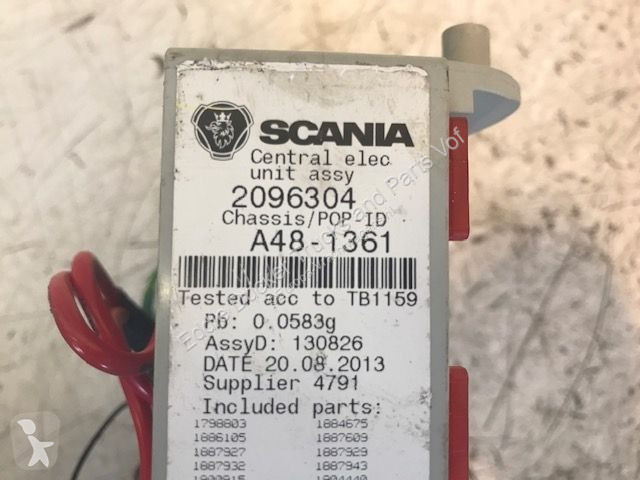 SCANIA
Central elec
unit assy
2096304
Chassis/POP-ID
A48-1361
Tested acc to TB1159
Pb: 0.0583g
AssyD: 130826
DATE 20.08.2013
Supplier 4791
Included parts:
1798803 1884675
1886105 1887609
1887927 1887929
1887932 1887943